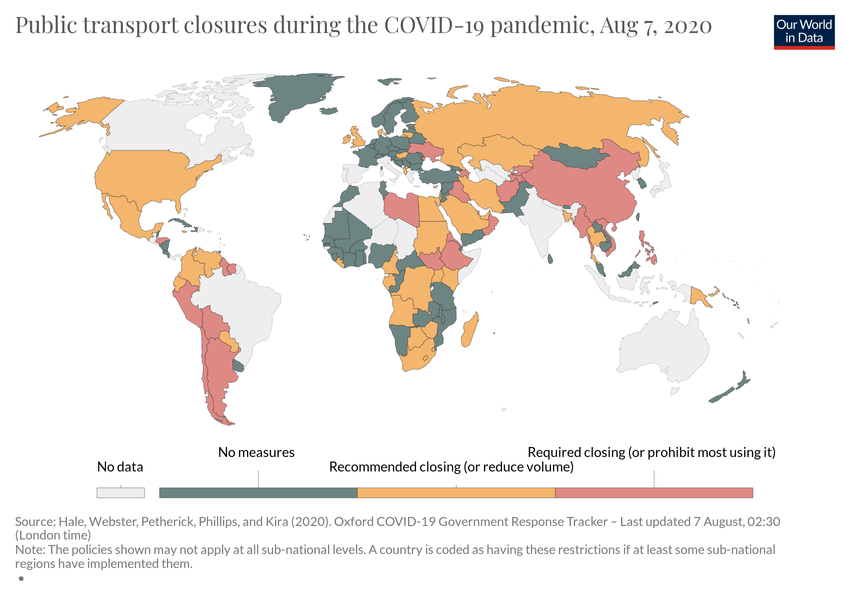 Public transport closures during the COVID-19 pandemic, Aug 7, 2020
Our World
in Data
No measures
Required closing (or prohibit most using it)
No data
Recommended closing (or reduce volume)
Source: Hale, Webster, Petherick, Phillips, and Kira (2020). Oxford COVID-19 Government Response Tracker – Last updated 7 August, 02:30
(London time)
Note: The policies shown may not apply at all sub-national levels. A country is coded as having these restrictions if at least some sub-national
regions have implemented them.